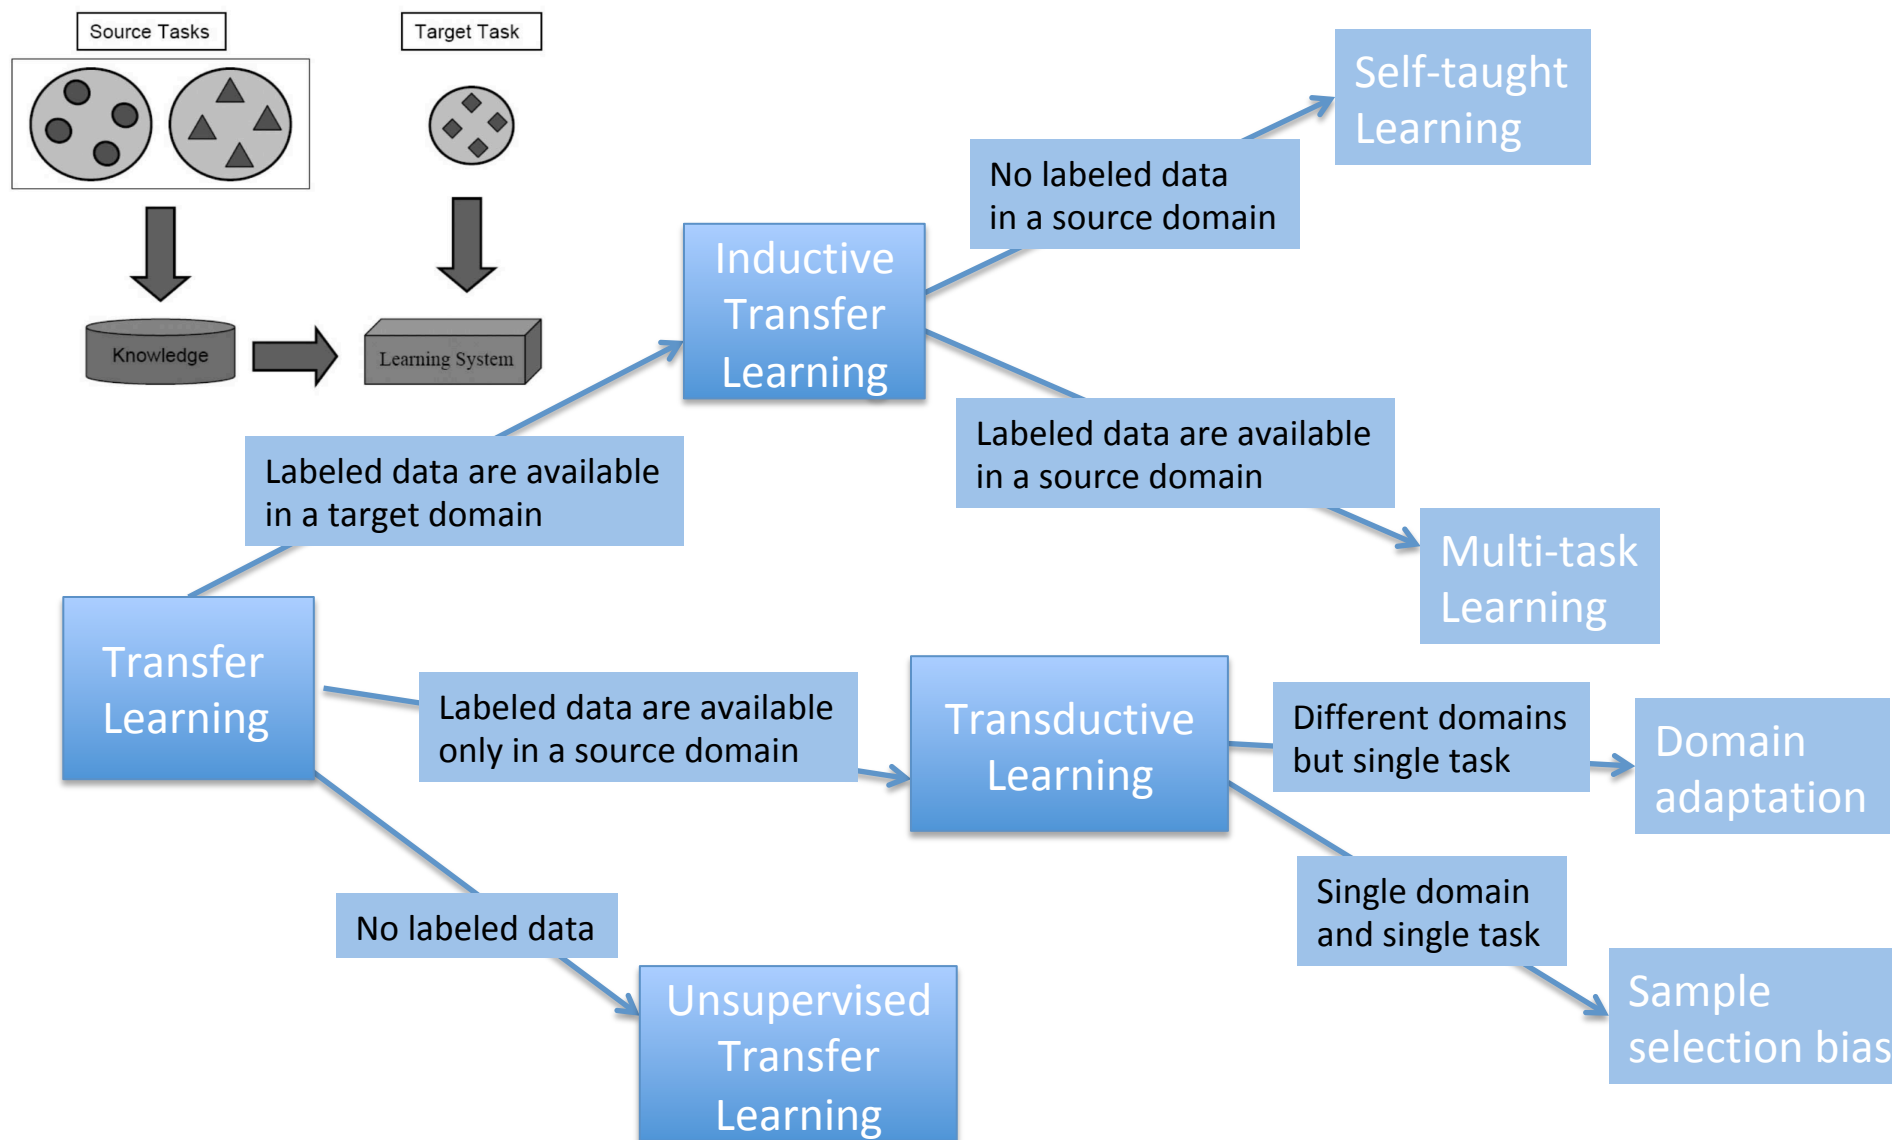 Source Tasks
Target Task
Knowledge
Learning System
Self-taught
Learning
No labeled data
in a source domain
Inductive
Transfer
Learning
Labeled data are available
in a source domain
Labeled data are available
in a target domain
Multi-task
Learning
Transfer
Learning
Labeled data are available
only in a source domain
Transductive
Learning
Different domains
but single task
Domain
adaptation
Single domain
and single task
No labeled data
Sample
selection bias
Unsupervised
Transfer
Learning